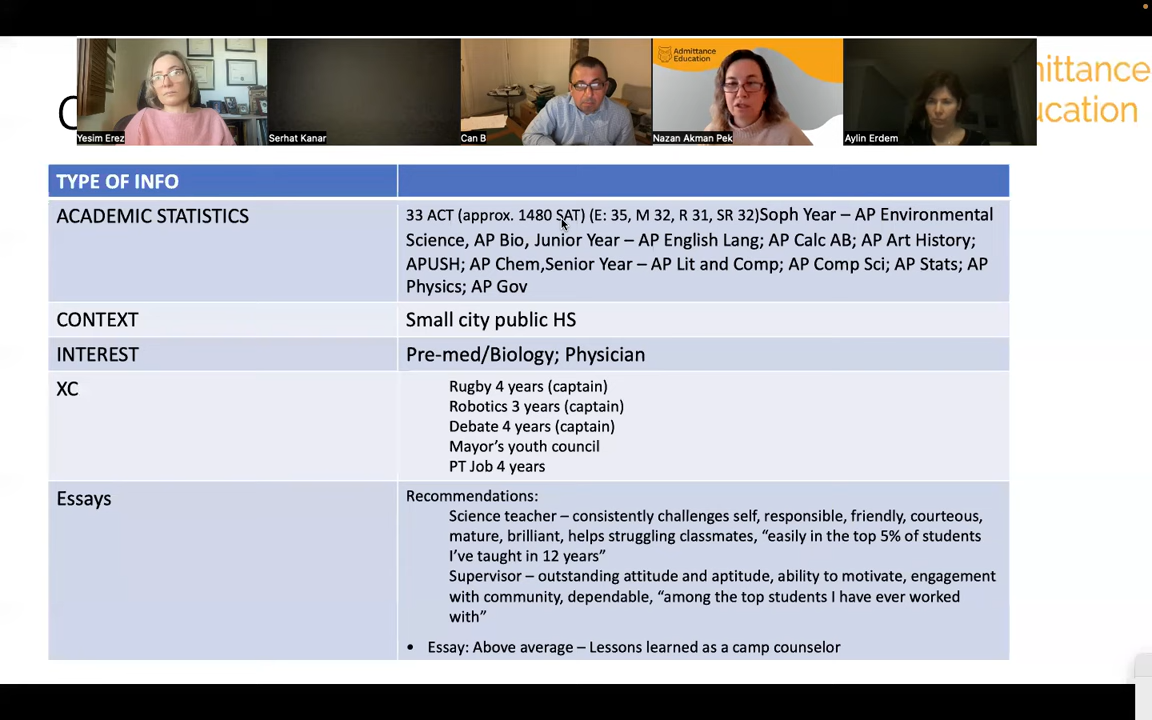 Admittance
Education
Yesim Erez
Serhat Kanar
Can B
Nazan Akman Pek
Aylin Erdem
TYPE OF INFO
ACADEMIC STATISTICS
33 ACT (approx. 1480 SAT) (E: 35, M 32, R 31, SR 32)Soph Year – AP Environmental
Science, AP Bio, Junior Year – AP English Lang; AP Calc AB; AP Art History;
APUSH; AP Chem,Senior Year – AP Lit and Comp; AP Comp Sci; AP Stats; AP
Physics; AP Gov
CONTEXT
Small city public HS
INTEREST
Pre-med/Biology; Physician
XC
Rugby 4 years (captain)
Robotics 3 years (captain)
Debate 4 years (captain)
Mayor’s youth council
PT Job 4 years
Essays
Recommendations:
Science teacher – consistently challenges self, responsible, friendly, courteous,
mature, brilliant, helps struggling classmates, “easily in the top 5% of students
I’ve taught in 12 years”
Supervisor – outstanding attitude and aptitude, ability to motivate, engagement
with community, dependable, “among the top students I have ever worked
with”
• Essay: Above average – Lessons learned as a camp counselor